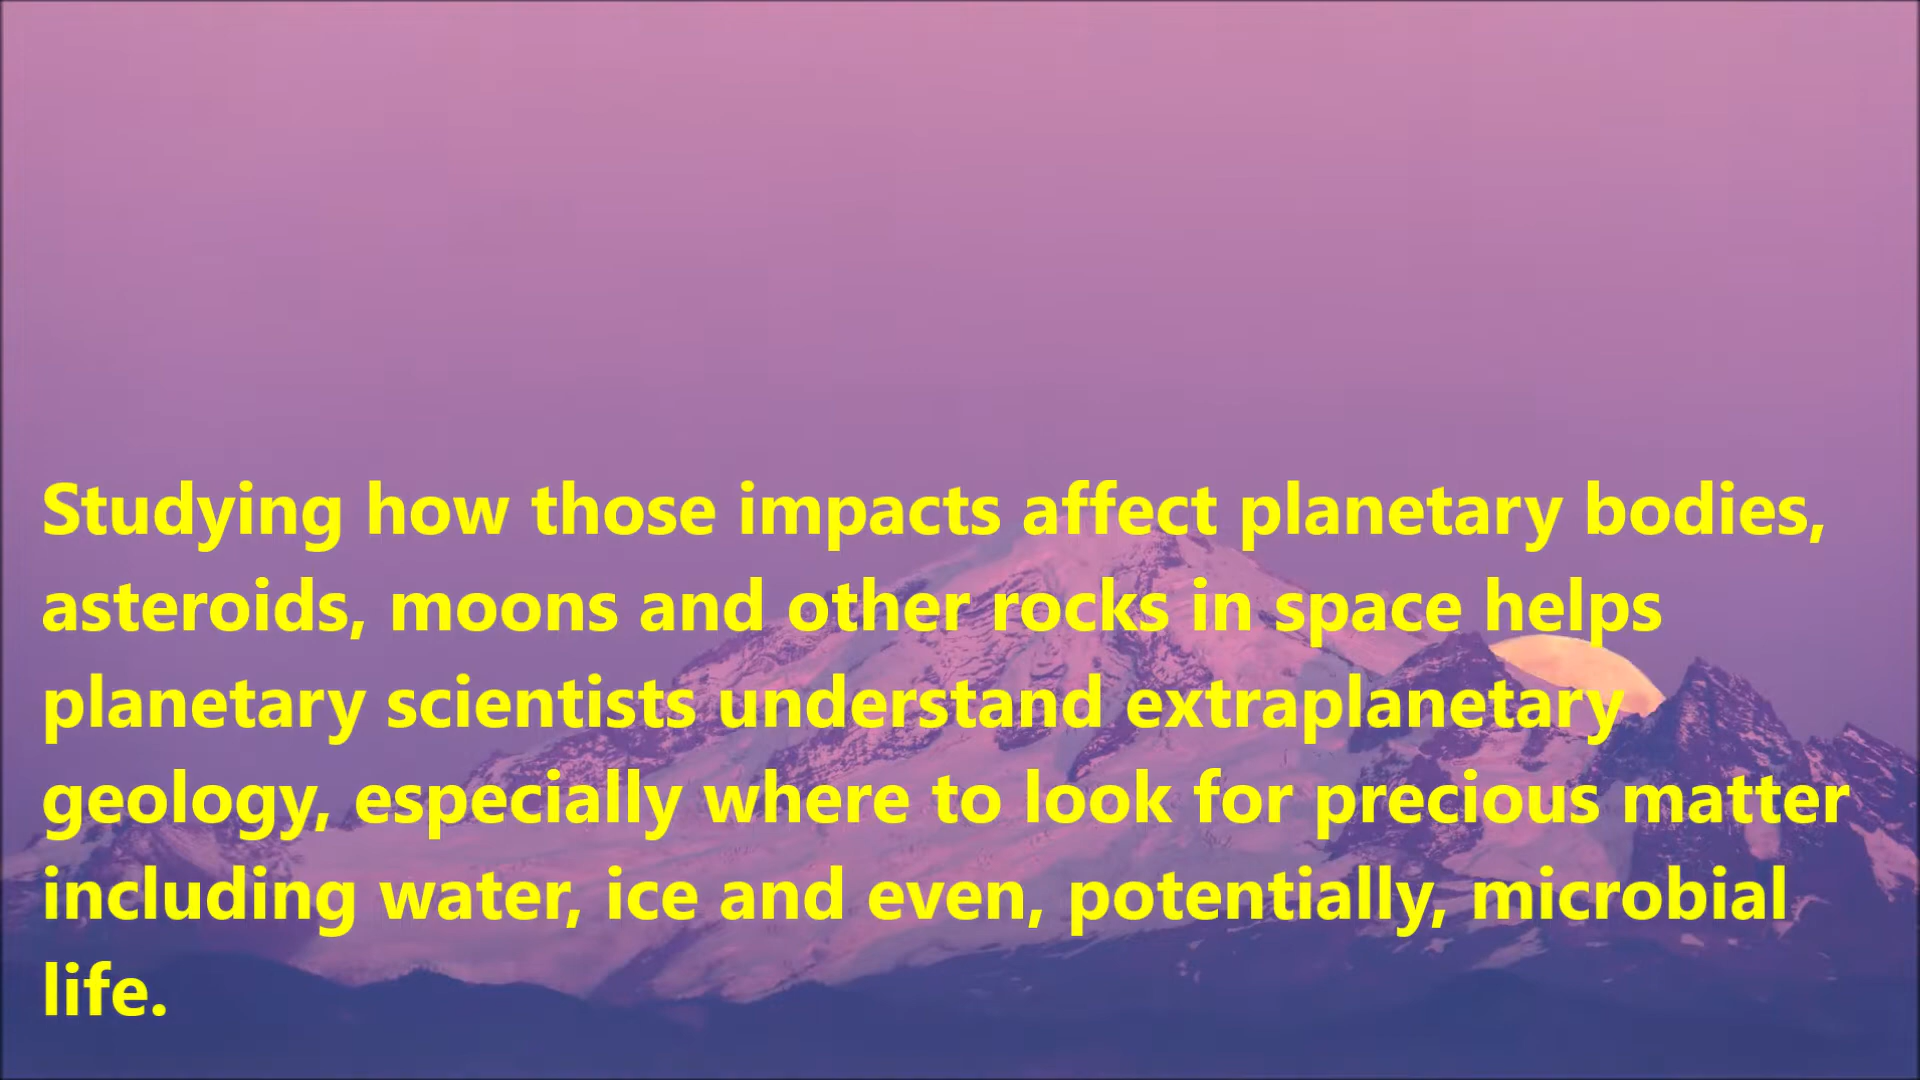 Studying how those impacts affect planetary bodies,
asteroids, moons and other rocks in space helps
planetary scientists understand extraplanetary
geology, especially where to look for precious matter
including water, ice and even, potentially, microbial
life.